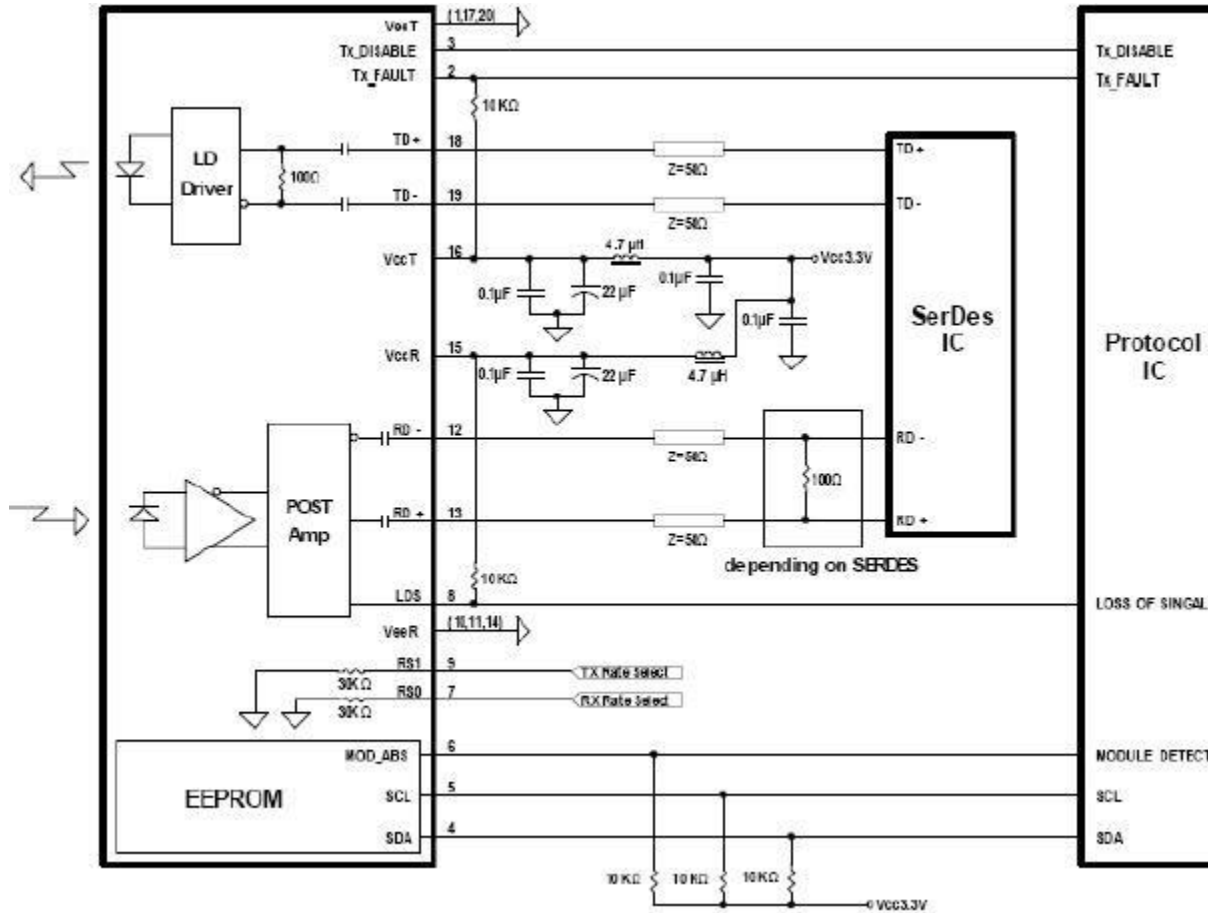 VeeT
(1,17,20)
Tx_DISABLE
3
Tx_DISABLE
Tx_FAULT
2
Tx_FAULT
10 KΩ
LD
Driver
100Ω
TD+
18
Z=50Ω
TD+
TD-
19
Z=50Ω
TD-
VccT
16
4.7 µH
Vcc3.3V
0.1µF
22 µF
0.1µF
0.1µF
SerDes
IC
Protocol
IC
VccR
15
0.1µF
22 µF
4.7 µH
RD -
12
Z=50Ω
RD -
100Ω
POST
Amp
RD +
13
Z=50Ω
RD +
depending on SERDES
10 KΩ
LOS
8
LOSS OF SINGAL
VeeR
(10,11,14)
RS1
9
TX Rate Select
30KΩ
RS0
7
RX Rate Select
30KΩ
MOD_ABS
6
MODULE DETECT
EEPROM
SCL
5
SCL
SDA
4
SDA
10 KΩ
10 KΩ
10 KΩ
Vcc3.3V